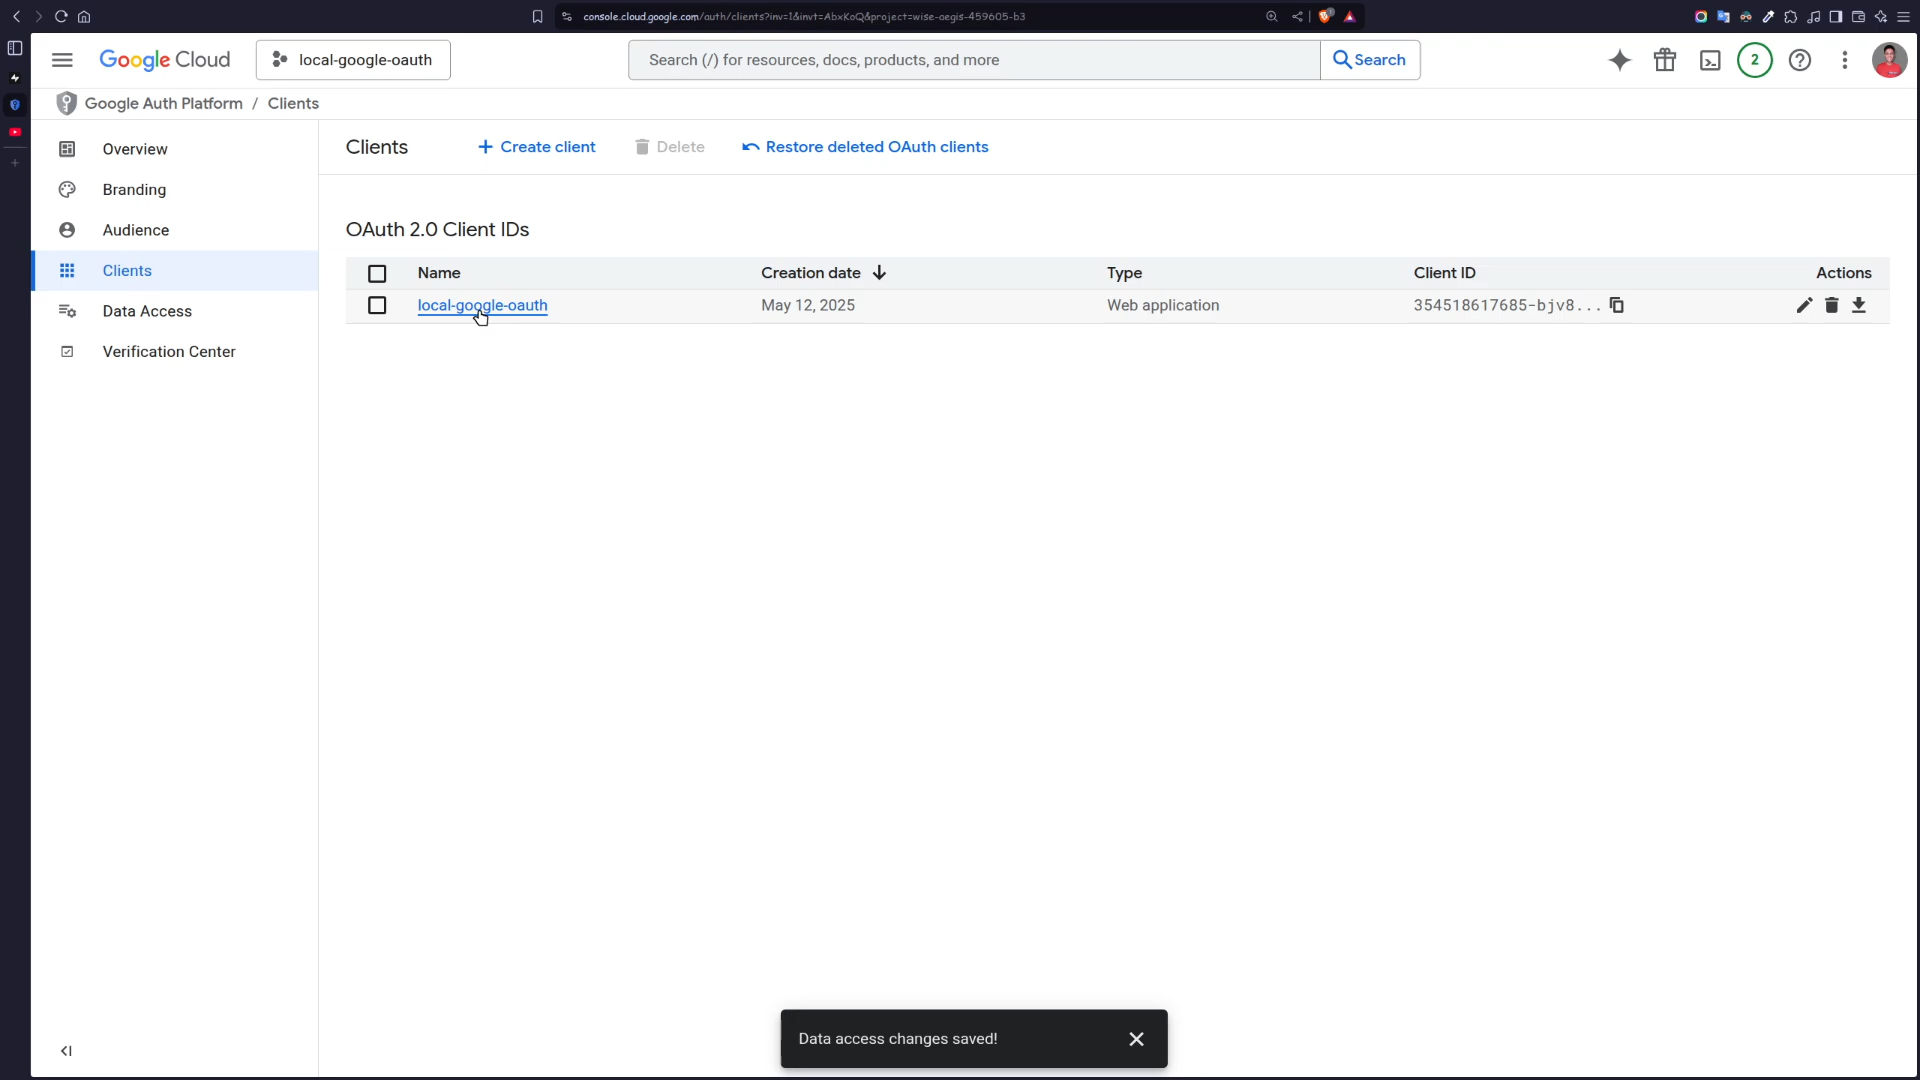 console.cloud.google.com/auth/clients?inv=1&invt=AbxKoQ&project=wise-aegis-459605-b3
Google Cloud
local-google-oauth
Search (/) for resources, docs, products, and more
Search
2
Google Auth Platform / Clients
Overview
Branding
Audience
Clients
Data Access
Verification Center
Clients
Create client
Delete
Restore deleted OAuth clients
OAuth 2.0 Client IDs
Name Creation date Type Client ID Actions
local-google-oauth May 12, 2025 Web application 354518617685-bjv8...
Data access changes saved!